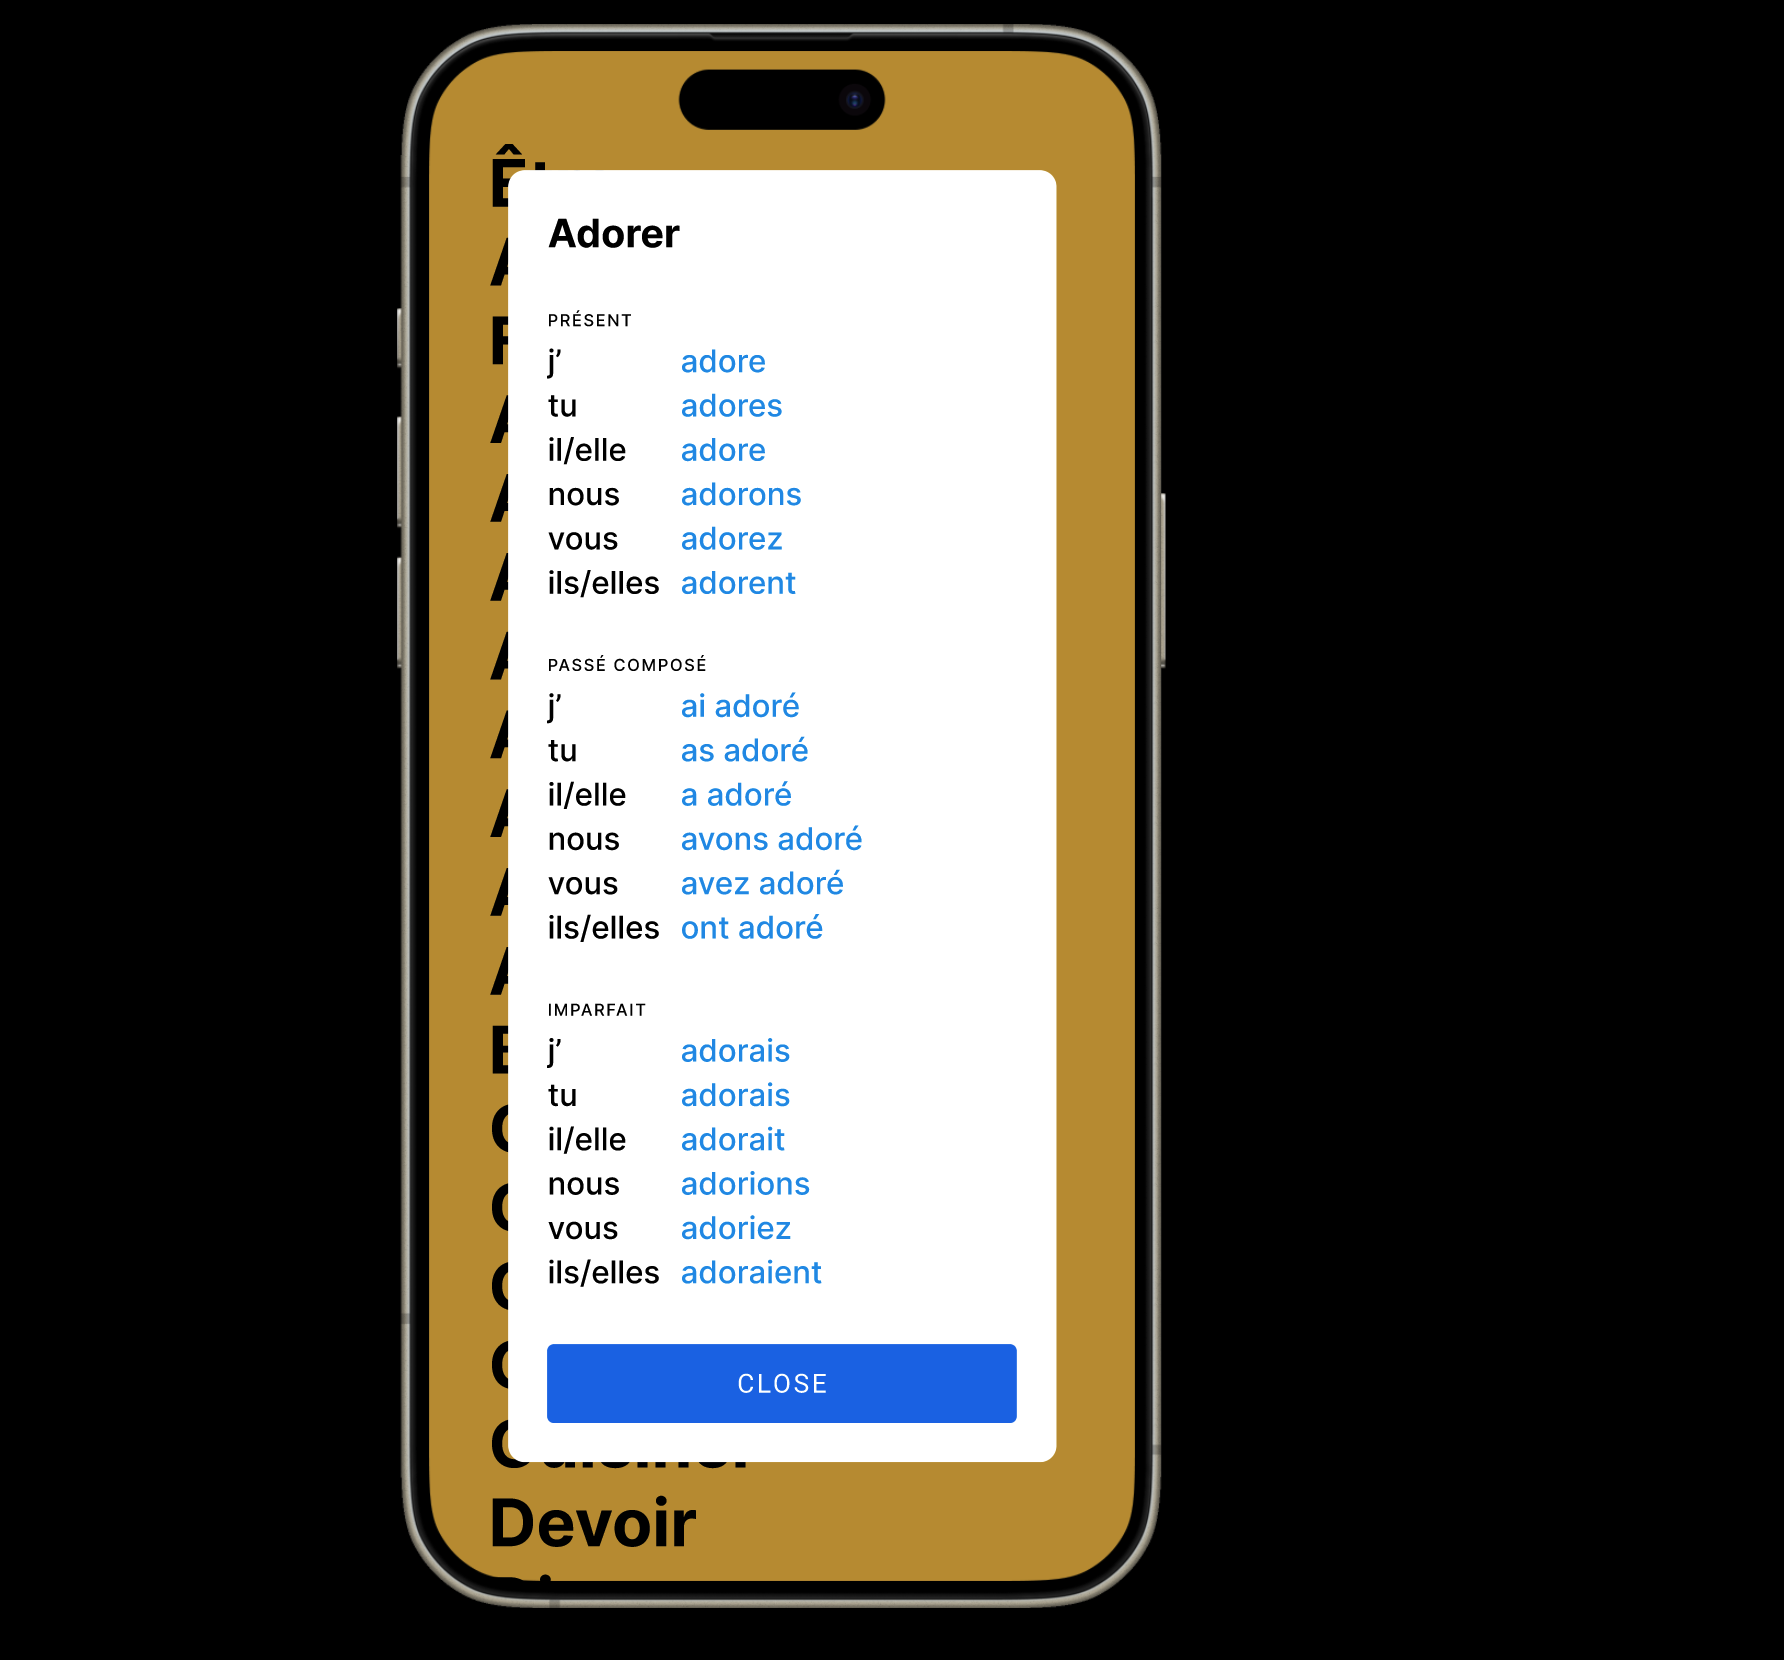 Adorer
PRÉSENT
j’ adore
tu adores
il/elle adore
nous adorons
vous adorez
ils/elles adorent
PASSÉ COMPOSÉ
j’ ai adoré
tu as adoré
il/elle a adoré
nous avons adoré
vous avez adoré
ils/elles ont adoré
IMPARFAIT
j’ adorais
tu adorais
il/elle adorait
nous adorions
vous adoriez
ils/elles adoraient
CLOSE
Cuisiner
Devoir